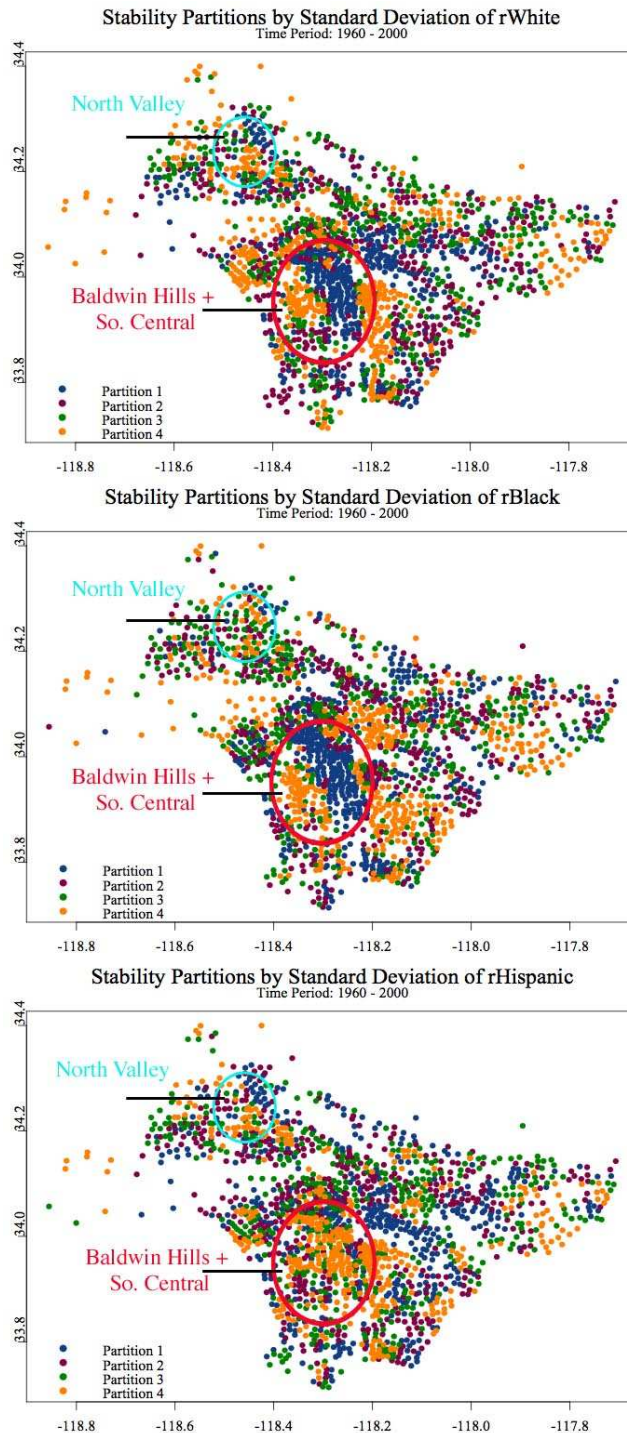 Stability Partitions by Standard Deviation of rWhite
Time Period: 1960 - 2000
34.4
North Valley
34.2
34.0
Baldwin Hills +
So. Central
33.8
Partition 1
Partition 2
Partition 3
Partition 4
-118.8 -118.6 -118.4 -118.2 -118.0 -117.8
Stability Partitions by Standard Deviation of rBlack
Time Period: 1960 - 2000
34.4
North Valley
34.2
34.0
Baldwin Hills +
So. Central
33.8
Partition 1
Partition 2
Partition 3
Partition 4
-118.8 -118.6 -118.4 -118.2 -118.0 -117.8
Stability Partitions by Standard Deviation of rHispanic
Time Period: 1960 - 2000
34.4
North Valley
34.2
34.0
Baldwin Hills +
So. Central
33.8
Partition 1
Partition 2
Partition 3
Partition 4
-118.8 -118.6 -118.4 -118.2 -118.0 -117.8